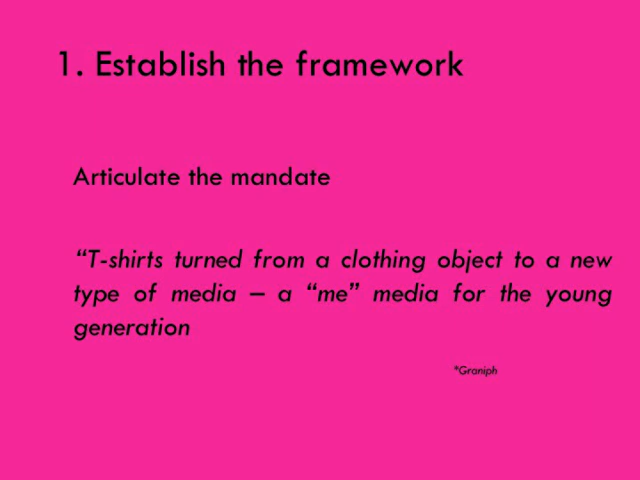 1. Establish the framework
Articulate the mandate
“T-shirts turned from a clothing object to a new
type of media – a “me” media for the young
generation
*Graniph